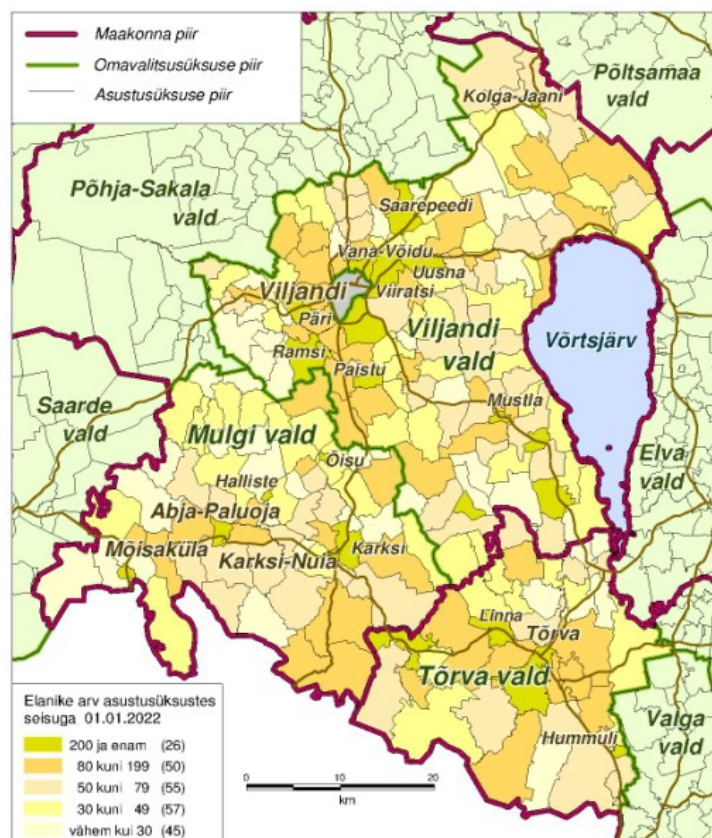 Maakonna piir
Omavalitsusüksuse piir
Asustusüksuse piir
Põltsamaa
vald
Kolga-Jaani
Põhja-Sakala
vald
Saarepeedi
Vana-Võidu
Uusna
Viljandi
Viiratsi
Päri
Viljandi
vald
Võrtsjärv
Ramsi
Paistu
Saarde
vald
Mustla
Mulgi vald
Elva
vald
Õisu
Halliste
Abja-Paluoja
Mõisaküla
Karksi
Karksi-Nuia
Linna
Tõrva
Tõrva vald
Valga
vald
Hummuli
Elanike arv asustusüksustes
seisuga 01.01.2022
200 ja enam (26)
80 kuni 199 (50)
50 kuni 79 (55)
30 kuni 49 (57)
vähem kui 30 (45)
0 10 20
km